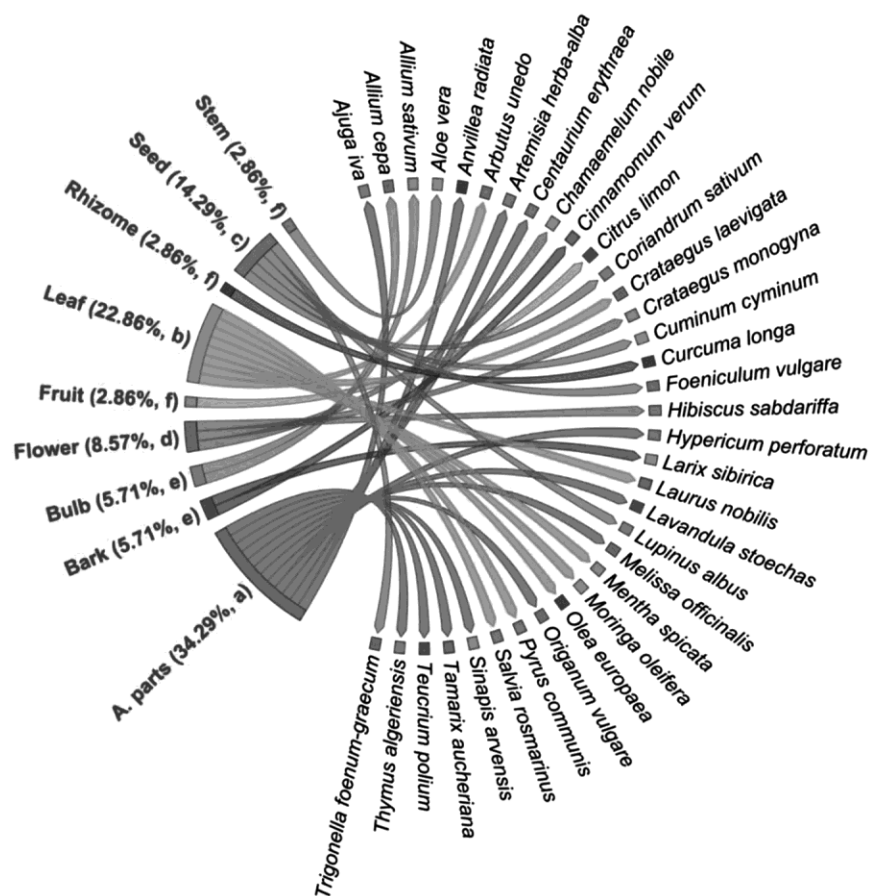 Stem (2.86%, f)
Seed (14.29%, c)
Rhizome (2.86%, f)
Leaf (22.86%, b)
Fruit (2.86%, f)
Flower (8.57%, d)
Bulb (5.71%, e)
Bark (5.71%, e)
A. parts (34.29%, a)
Ajuga iva
Allium cepa
Allium sativum
Aloe vera
Anvillea radiata
Arbutus unedo
Artemisia herba-alba
Centaurium erythraea
Chamaemelum nobile
Cinnamomum verum
Citrus limon
Coriandrum sativum
Crataegus laevigata
Crataegus monogyna
Cuminum cyminum
Curcuma longa
Foeniculum vulgare
Hibiscus sabdariffa
Hypericum perforatum
Larix sibirica
Laurus nobilis
Lavandula stoechas
Lupinus albus
Melissa officinalis
Mentha spicata
Moringa oleifera
Olea europaea
Origanum vulgare
Pyrus communis
Salvia rosmarinus
Sinapis arvensis
Tamarix aucheriana
Teucrium polium
Thymus algeriensis
Trigonella foenum-graecum